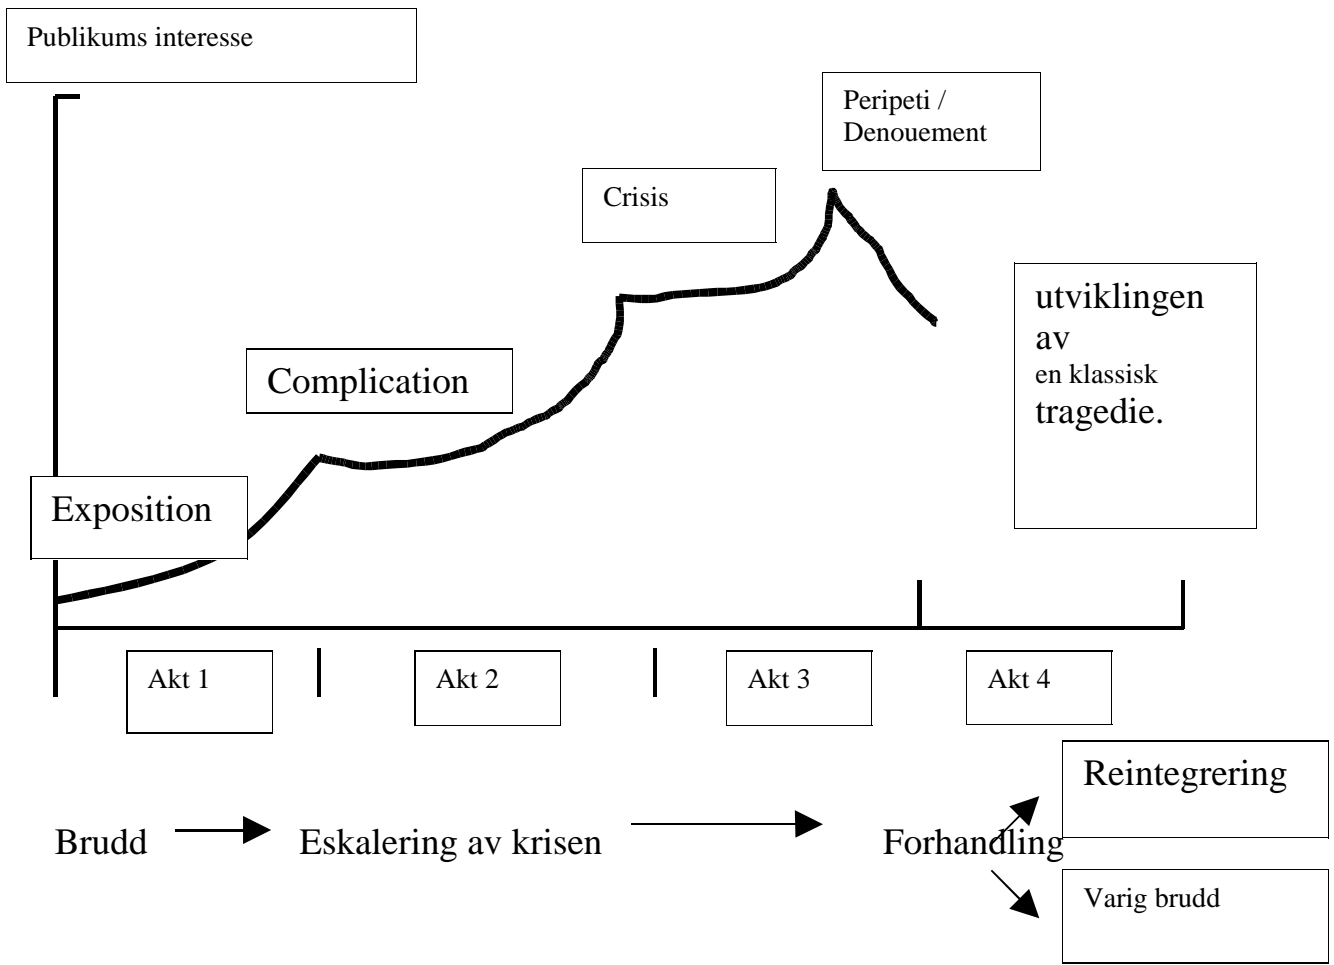 Publikums interesse
Peripeti /
Denouement
Crisis
utviklingen
av
en klassisk
tragedie.
Complication
Exposition
Akt 1
Akt 2
Akt 3
Akt 4
Reintegrering
Brudd
Eskalering av krisen
Forhandling
Varig brudd